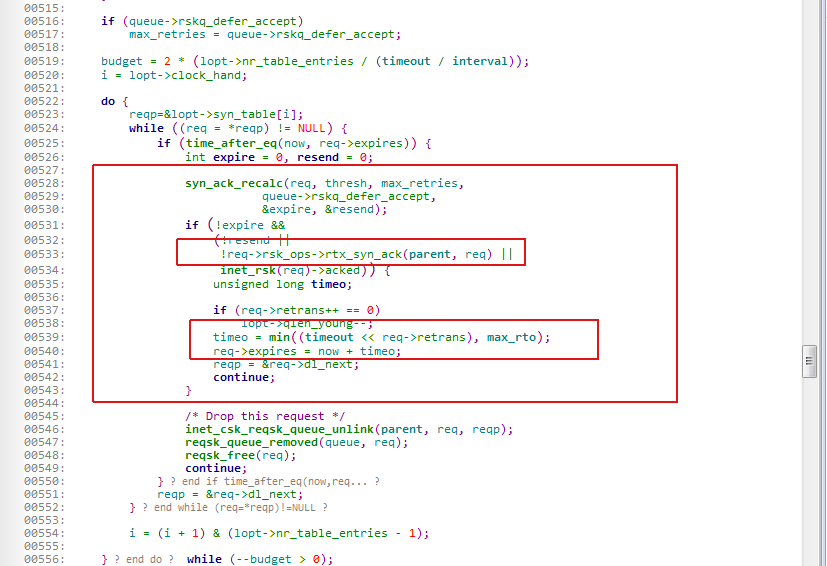 00515:
00516: if (queue->rskq_defer_accept)
00517: max_retries = queue->rskq_defer_accept;
00518:
00519: budget = 2 * (lopt->nr_table_entries / (timeout / interval));
00520: i = lopt->clock_hand;
00521:
00522: do {
00523: reqp=&lopt->syn_table[i];
00524: while ((req = *reqp) != NULL) {
00525: if (time_after_eq(now, req->expires)) {
00526: int expire = 0, resend = 0;
00527:
00528: syn_ack_recalc(req, thresh, max_retries,
00529: queue->rskq_defer_accept,
00530: &expire, &resend);
00531: if (!expire &&
00532: (!resend ||
00533: !req->rsk_ops->rtx_syn_ack(parent, req) ||
00534: inet_rsk(req)->acked)) {
00535: unsigned long timeo;
00536:
00537: if (req->retrans++ == 0)
00538: lopt->qlen_young--;
00539: timeo = min((timeout << req->retrans), max_rto);
00540: req->expires = now + timeo;
00541: reqp = &req->dl_next;
00542: continue;
00543: }
00544:
00545: /* Drop this request */
00546: inet_csk_reqsk_queue_unlink(parent, req, reqp);
00547: reqsk_queue_removed(queue, req);
00548: reqsk_free(req);
00549: continue;
00550: } ? end if time_after_eq(now,req... ?
00551: reqp = &req->dl_next;
00552: } ? end while (req=*reqp)!=NULL ?
00553:
00554: i = (i + 1) & (lopt->nr_table_entries - 1);
00555:
00556: } ? end do ? while (--budget > 0);